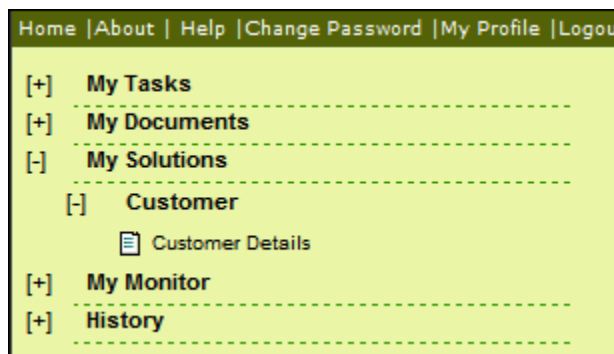 Home |About | Help |Change Password |My Profile |Logou
[+] My Tasks
[+] My Documents
[-] My Solutions
[-] Customer
Customer Details
[+] My Monitor
[+] History